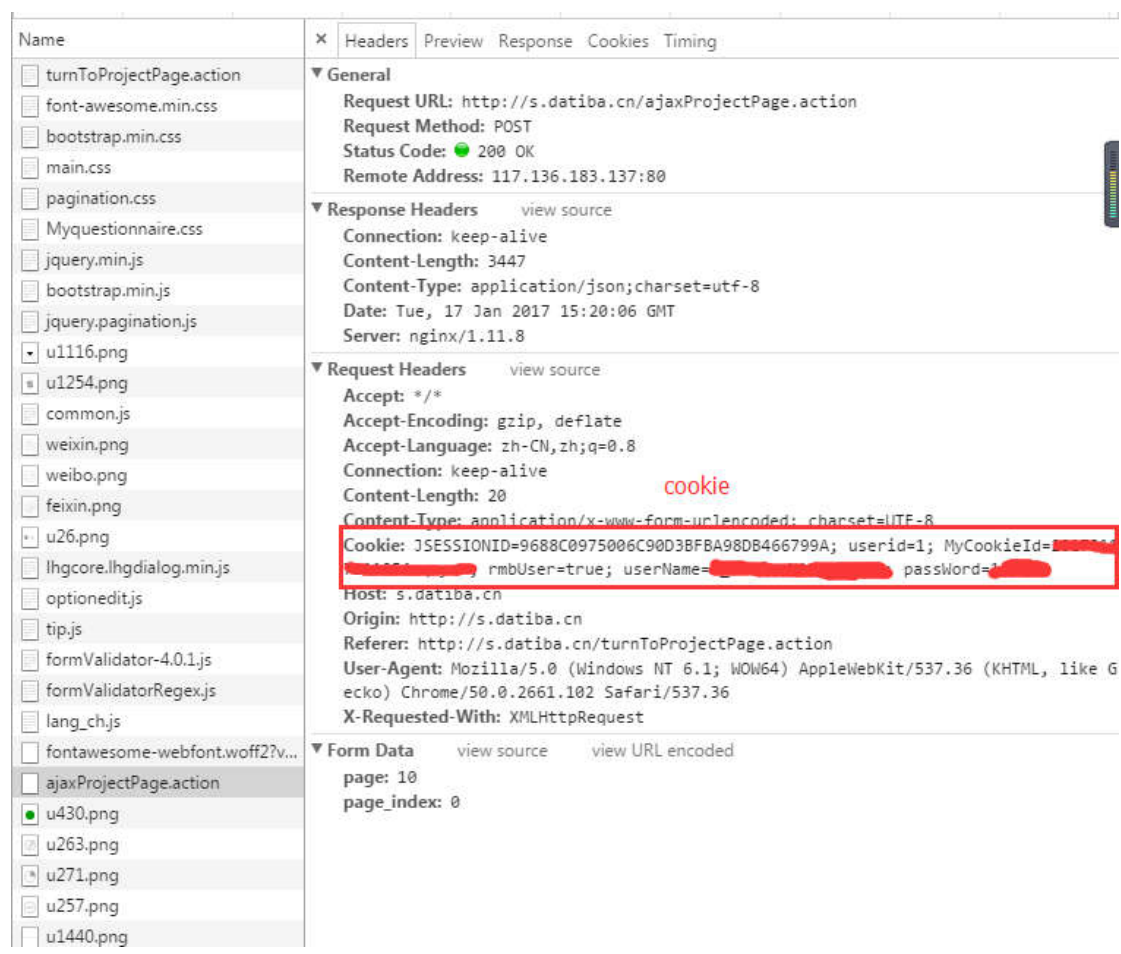 Name
turnToProjectPage.action
font-awesome.min.css
bootstrap.min.css
main.css
pagination.css
Myquestionnaire.css
jquery.min.js
bootstrap.min.js
jquery.pagination.js
u1116.png
u1254.png
common.js
weixin.png
weibo.png
feixin.png
u26.png
lhgcore.lhgdialog.min.js
optionedit.js
tip.js
formValidator-4.0.1.js
formValidatorRegex.js
lang_ch.js
fontawesome-webfont.woff2?v...
ajaxProjectPage.action
u430.png
u263.png
u271.png
u257.png
u1440.png
× Headers Preview Response Cookies Timing
▼ General
Request URL: http://s.datiba.cn/ajaxProjectPage.action
Request Method: POST
Status Code: 200 OK
Remote Address: 117.136.183.137:80
▼ Response Headers view source
Connection: keep-alive
Content-Length: 3447
Content-Type: application/json;charset=utf-8
Date: Tue, 17 Jan 2017 15:20:06 GMT
Server: nginx/1.11.8
▼ Request Headers view source
Accept: */*
Accept-Encoding: gzip, deflate
Accept-Language: zh-CN,zh;q=0.8
Connection: keep-alive
cookie
Content-Length: 20
Content-Type: application/x-www-form-urlencoded; charset=UTF-8
Cookie: JSESSIONID=9688C0975006C90D3BFBA98DB466799A; userid=1; MyCookieId=
; rmbUser=true; userName= ; passWord=
Host: s.datiba.cn
Origin: http://s.datiba.cn
Referer: http://s.datiba.cn/turnToProjectPage.action
User-Agent: Mozilla/5.0 (Windows NT 6.1; WOW64) AppleWebKit/537.36 (KHTML, like G
ecko) Chrome/50.0.2661.102 Safari/537.36
X-Requested-With: XMLHttpRequest
▼ Form Data view source view URL encoded
page: 10
page_index: 0